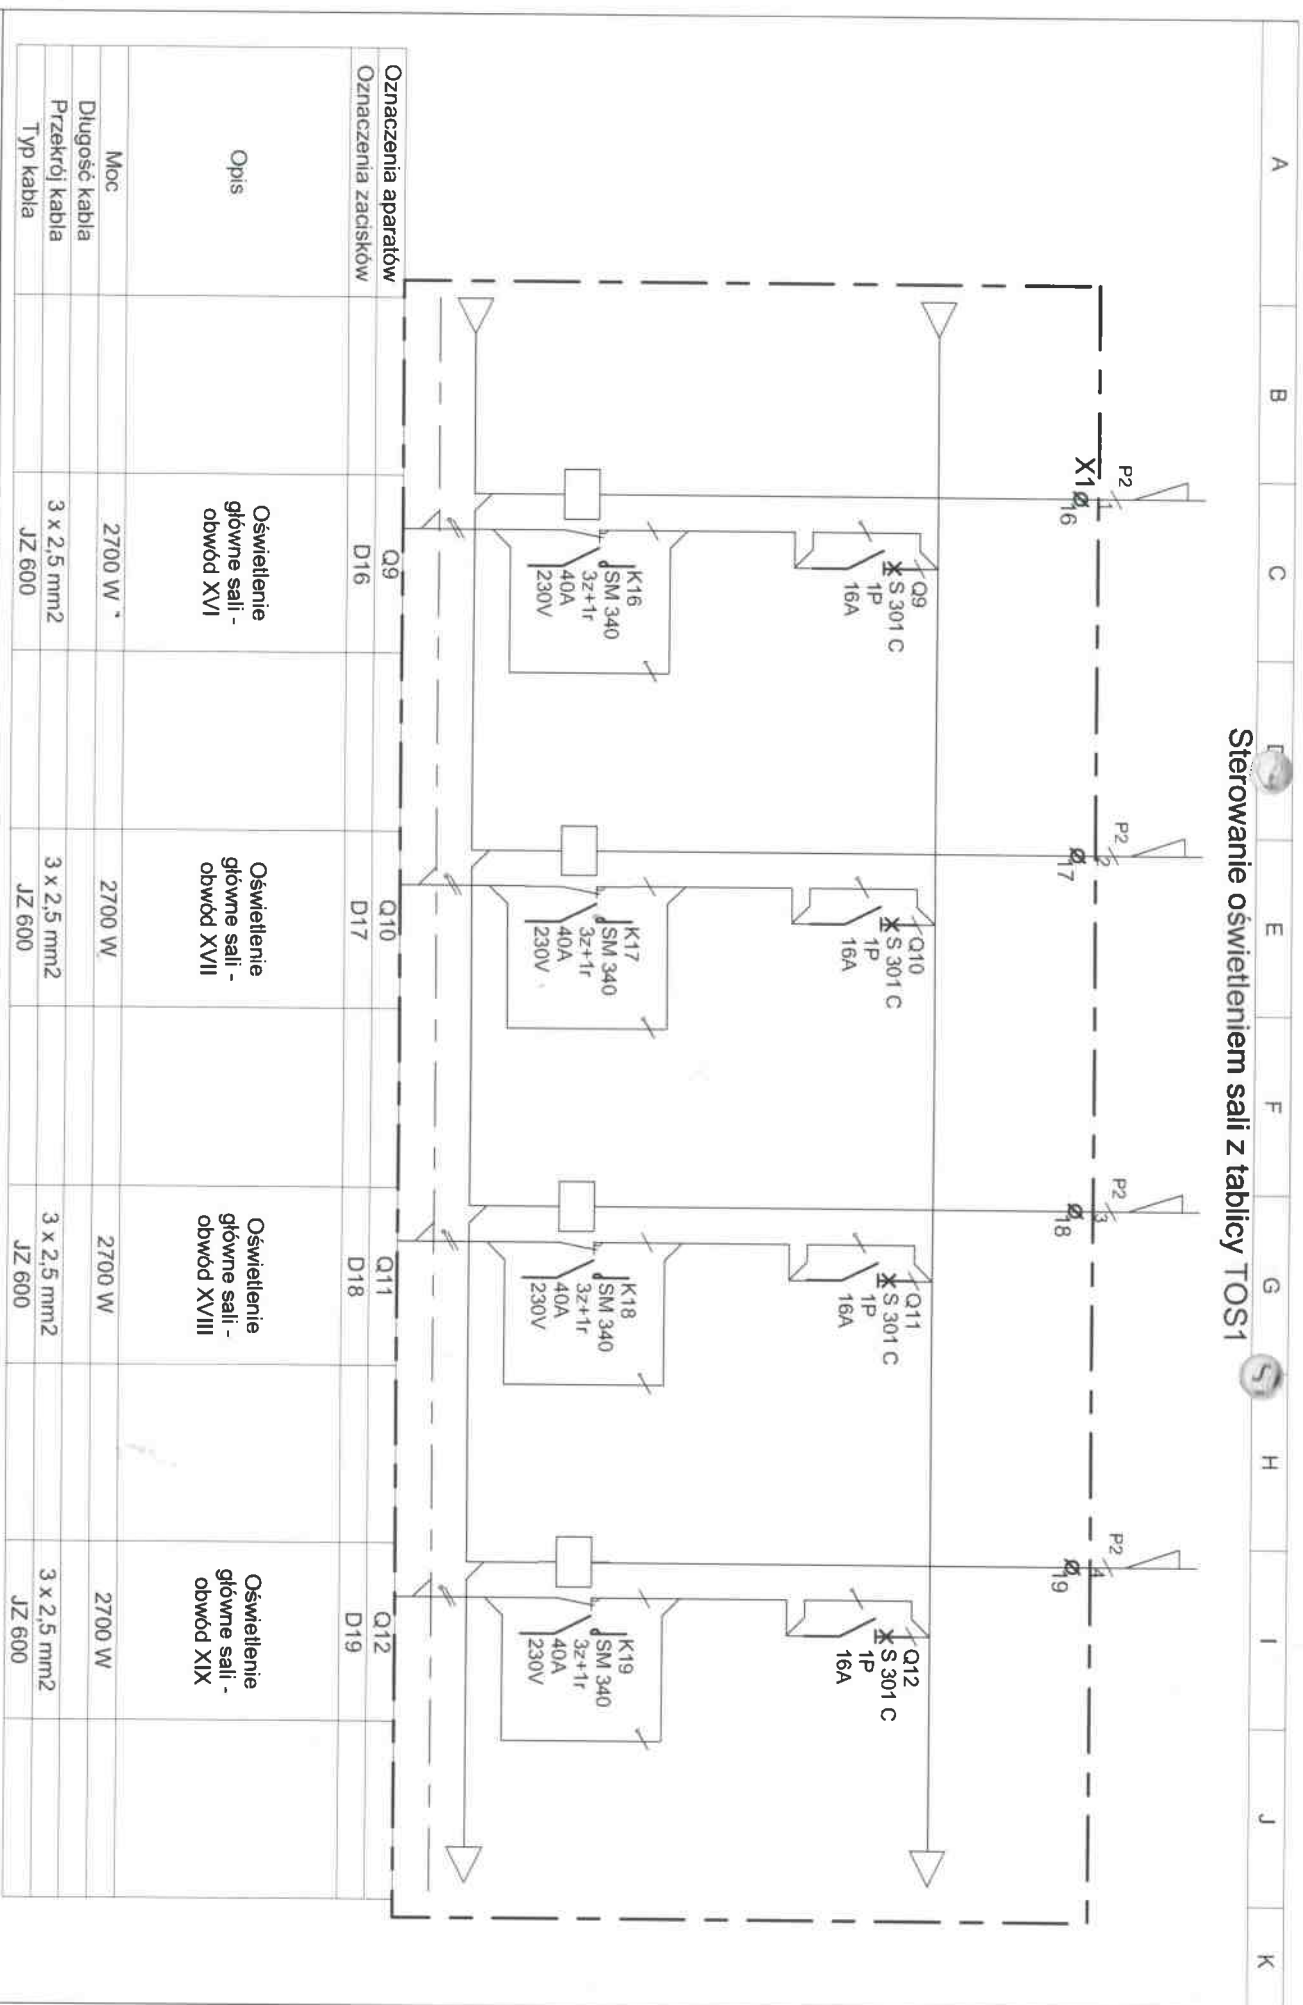 A B C D E F G H I J K
Sterowanie oświetleniem sali z tablicy TOS1
P2 P2 P2 P2
1 2 3 4
X1
16 17 18 19
Q9
S 301 C
1P
16A
Q10
S 301 C
1P
16A
Q11
S 301 C
1P
16A
Q12
S 301 C
1P
16A
K16
SM 340
3z+1r
40A
230V
K17
SM 340
3z+1r
40A
230V
K18
SM 340
3z+1r
40A
230V
K19
SM 340
3z+1r
40A
230V
Oznaczenia aparatów Q9 Q10 Q11 Q12
Oznaczenia zacisków D16 D17 D18 D19
Opis
Oświetlenie
główne sali -
obwód XVI
Oświetlenie
główne sali -
obwód XVII
Oświetlenie
główne sali -
obwód XVIII
Oświetlenie
główne sali -
obwód XIX
Moc 2700 W 2700 W 2700 W 2700 W
Długość kabla
Przekrój kabla 3 x 2,5 mm2 3 x 2,5 mm2 3 x 2,5 mm2 3 x 2,5 mm2
Typ kabla JZ 600 JZ 600 JZ 600 JZ 600